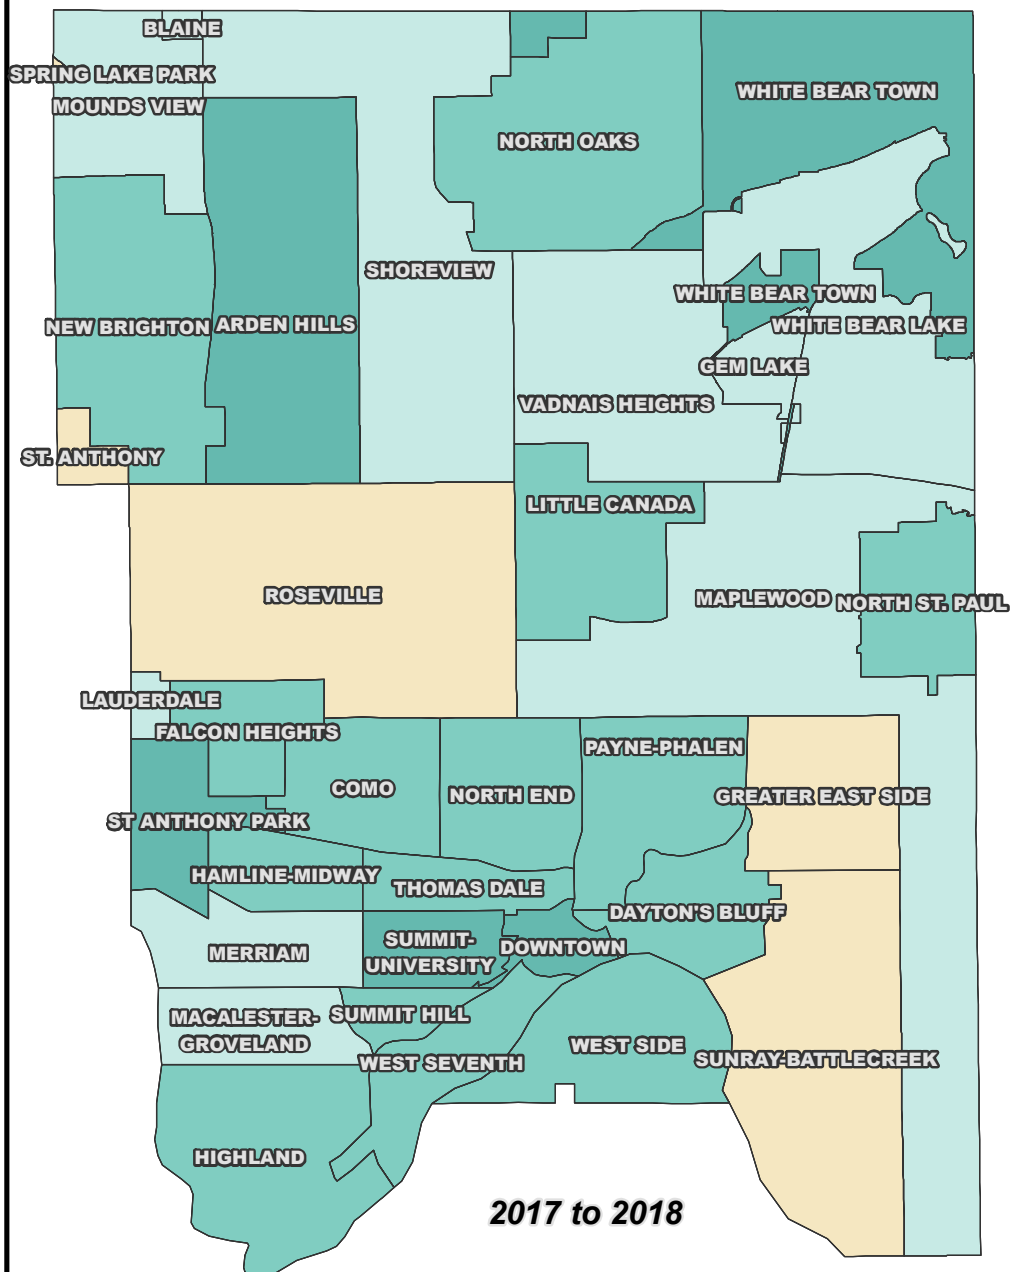 BLAINE
SPRING LAKE PARK
MOUNDS VIEW
WHITE BEAR TOWN
NORTH OAKS
SHOREVIEW
WHITE BEAR TOWN
NEW BRIGHTON
ARDEN HILLS
WHITE BEAR LAKE
GEM LAKE
VADNAIS HEIGHTS
ST. ANTHONY
LITTLE CANADA
ROSEVILLE
MAPLEWOOD
NORTH ST. PAUL
LAUDERDALE
FALCON HEIGHTS
PAYNE-PHALEN
COMO
NORTH END
GREATER EAST SIDE
ST ANTHONY PARK
HAMLINE-MIDWAY
THOMAS DALE
DAYTON'S BLUFF
MERRIAM
SUMMIT-
UNIVERSITY
DOWNTOWN
MACALESTER-
GROVELAND
SUMMIT HILL
WEST SEVENTH
WEST SIDE
SUNRAY-BATTLECREEK
HIGHLAND
2017 to 2018